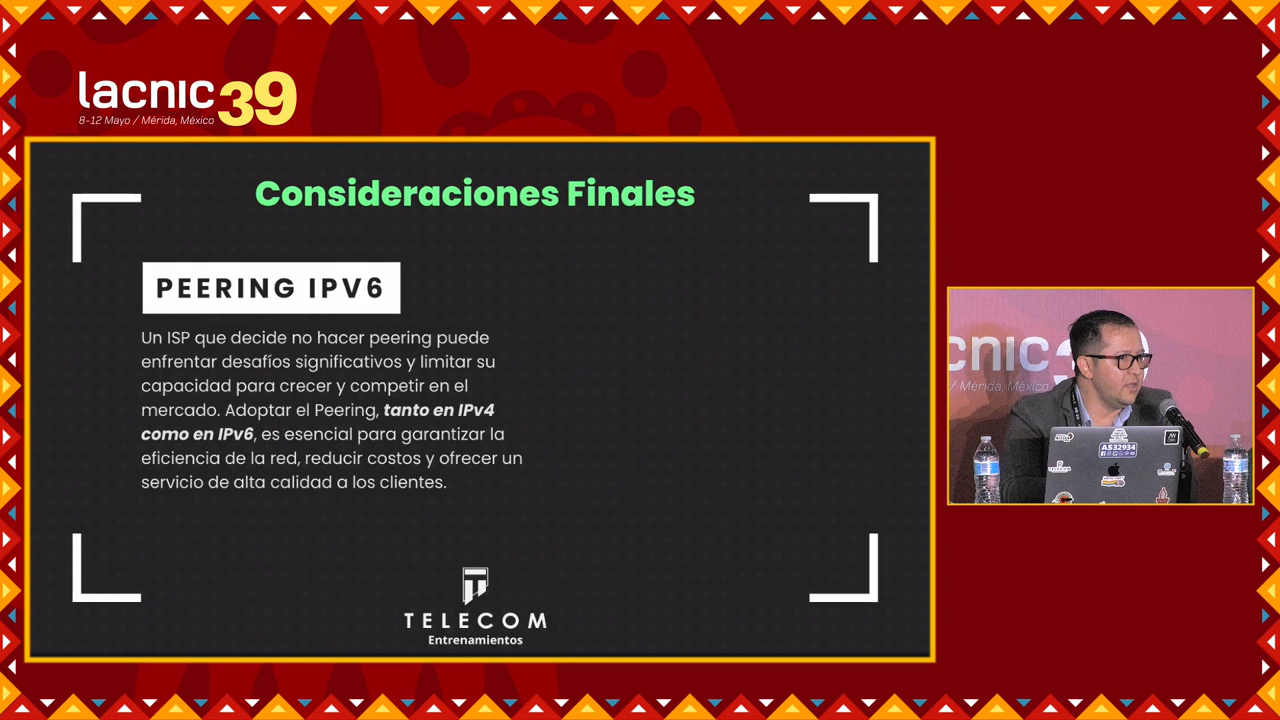 lacnic 39
8-12 Mayo / Mérida, México
Consideraciones Finales
PEERING IPV6
Un ISP que decide no hacer peering puede
enfrentar desafíos significativos y limitar su
capacidad para crecer y competir en el
mercado. Adoptar el Peering, tanto en IPv4
como en IPv6, es esencial para garantizar la
eficiencia de la red, reducir costos y ofrecer un
servicio de alta calidad a los clientes.
TELECOM
Entrenamientos
cnic 3
/ Mérida, México
AS32934